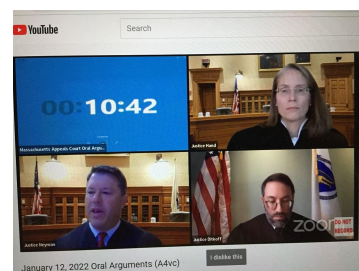 YouTube
Search
00:10:42
Massachusetts Appeals Court Oral Argu...
Justice Hand
Justice Neyman
Justice Ditkoff
zoom
DO NOT
RECORD
I dislike this
January 12, 2022 Oral Arguments (A4vc)